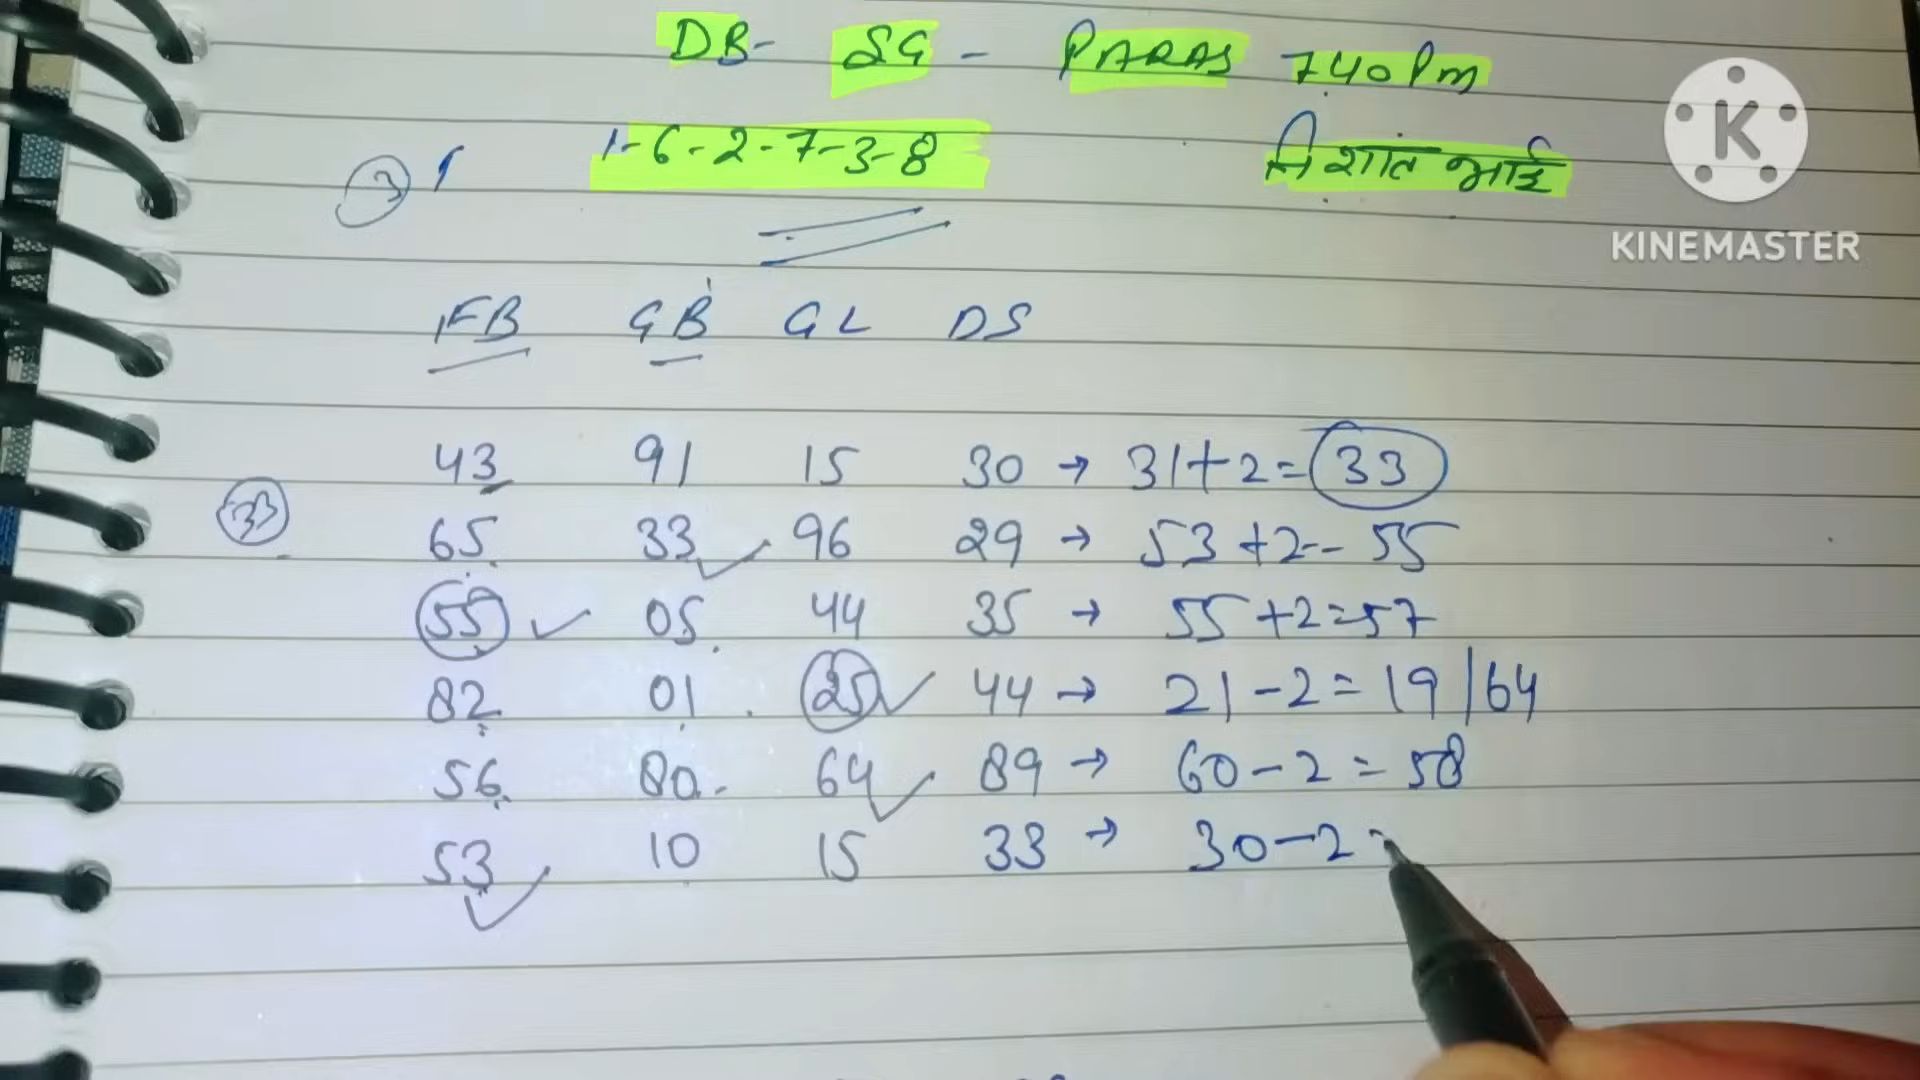 DB- SG - PARAS 740 Pm
③ 1 1-6-2-7-3-8 निशांत भाई
K
KINEMASTER
FB GB GL DS
43 91 15 30 → 31+2=33
33 65 33 96 29 → 53+2-- 55
55 05 44 35 → 55+2=57
82 01 25 44 → 21-2=19/64
56 80 64 89 → 60-2=58
53 10 15 33 → 30-2